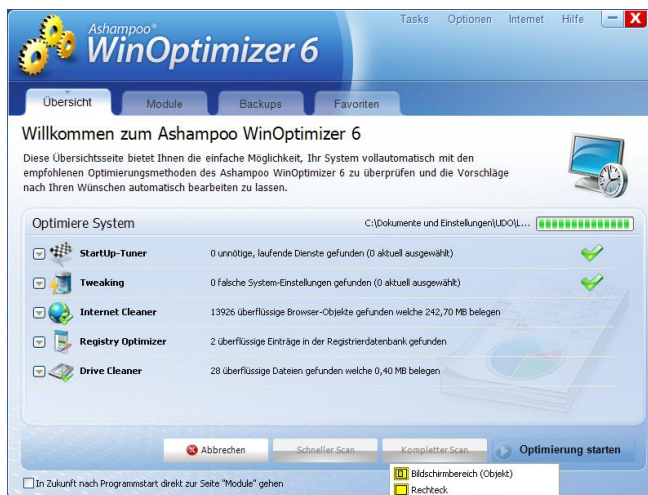 Ashampoo®
WinOptimizer 6
Tasks Optionen Internet Hilfe
Übersicht Module Backups Favoriten
Willkommen zum Ashampoo WinOptimizer 6
Diese Übersichtsseite bietet Ihnen die einfache Möglichkeit, Ihr System vollautomatisch mit den
empfohlenen Optimierungsmethoden des Ashampoo WinOptimizer 6 zu überprüfen und die Vorschläge
nach Ihren Wünschen automatisch bearbeiten zu lassen.
Optimiere System C:\Dokumente und Einstellungen\UDO\L...
StartUp-Tuner 0 unnötige, laufende Dienste gefunden (0 aktuell ausgewählt)
Tweaking 0 falsche System-Einstellungen gefunden (0 aktuell ausgewählt)
Internet Cleaner 13926 überflüssige Browser-Objekte gefunden welche 242,70 MB belegen
Registry Optimizer 2 überflüssige Einträge in der Registrierdatenbank gefunden
Drive Cleaner 28 überflüssige Dateien gefunden welche 0,40 MB belegen
Abbrechen Schneller Scan Kompletter Scan Optimierung starten
Bildschirmbereich (Objekt)
In Zukunft nach Programmstart direkt zur Seite "Module" gehen
Rechteck